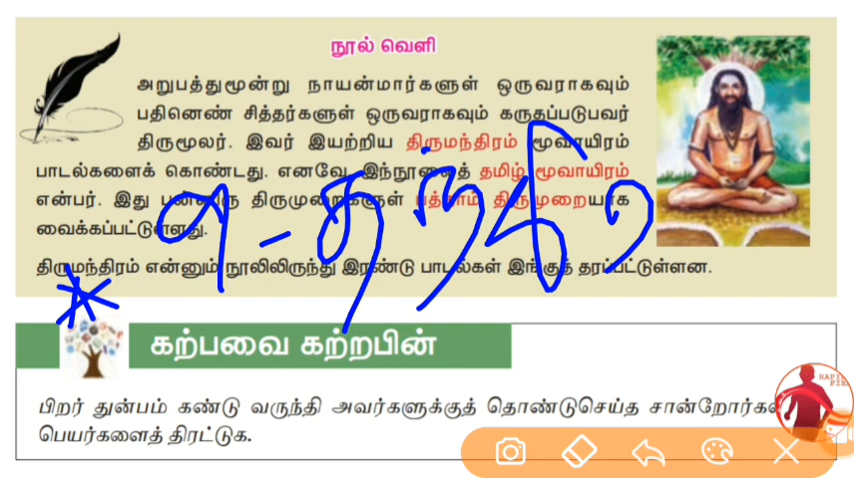 நூல் வெளி
அறுபத்துமூன்று நாயன்மார்களுள் ஒருவராகவும்
பதினெண் சித்தர்களுள் ஒருவராகவும் கருதப்படுபவர்
திருமூலர். இவர் இயற்றிய திருமந்திரம் மூவாயிரம்
பாடல்களைக் கொண்டது. எனவே, இந்நூலைத் தமிழ் மூவாயிரம்
என்பர். இது பன்னிரு திருமுறைகளுள் பத்தாம் திருமுறையாக
வைக்கப்பட்டுள்ளது.
திருமந்திரம் என்னும் நூலிலிருந்து இரண்டு பாடல்கள் இங்குத் தரப்பட்டுள்ளன.
கற்பவை கற்றபின்
பிறர் துன்பம் கண்டு வருந்தி அவர்களுக்குத் தொண்டுசெய்த
பெயர்களைத் திரட்டுக.